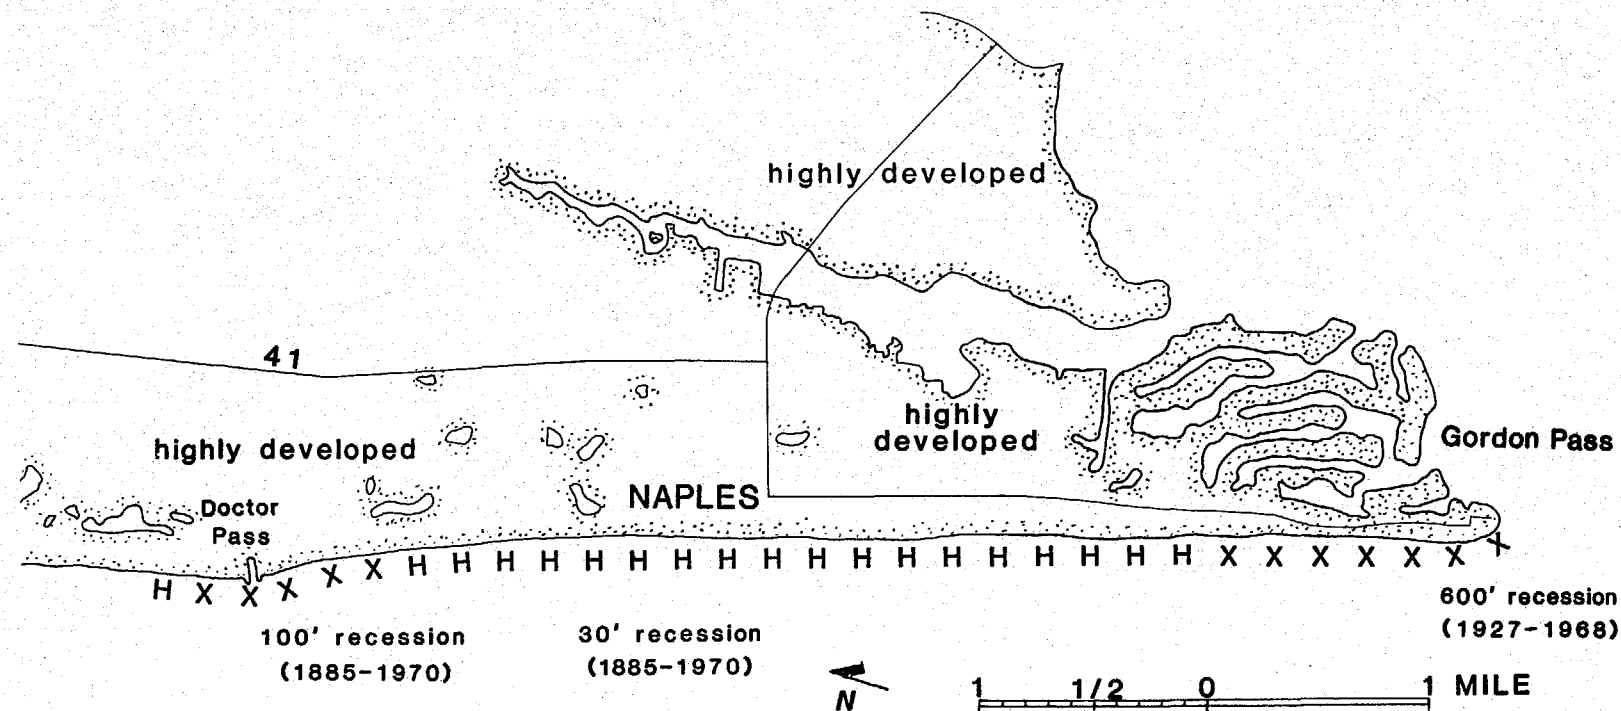 highly developed
41
highly
developed
Gordon Pass
highly developed
NAPLES
Doctor
Pass
H X X X X X H H H H H H H H H H H H H H H H H H X X X X X X X
600' recession
(1927-1968)
100' recession
(1885-1970)
30' recession
(1885-1970)
N
1 1/2 0 1 MILE